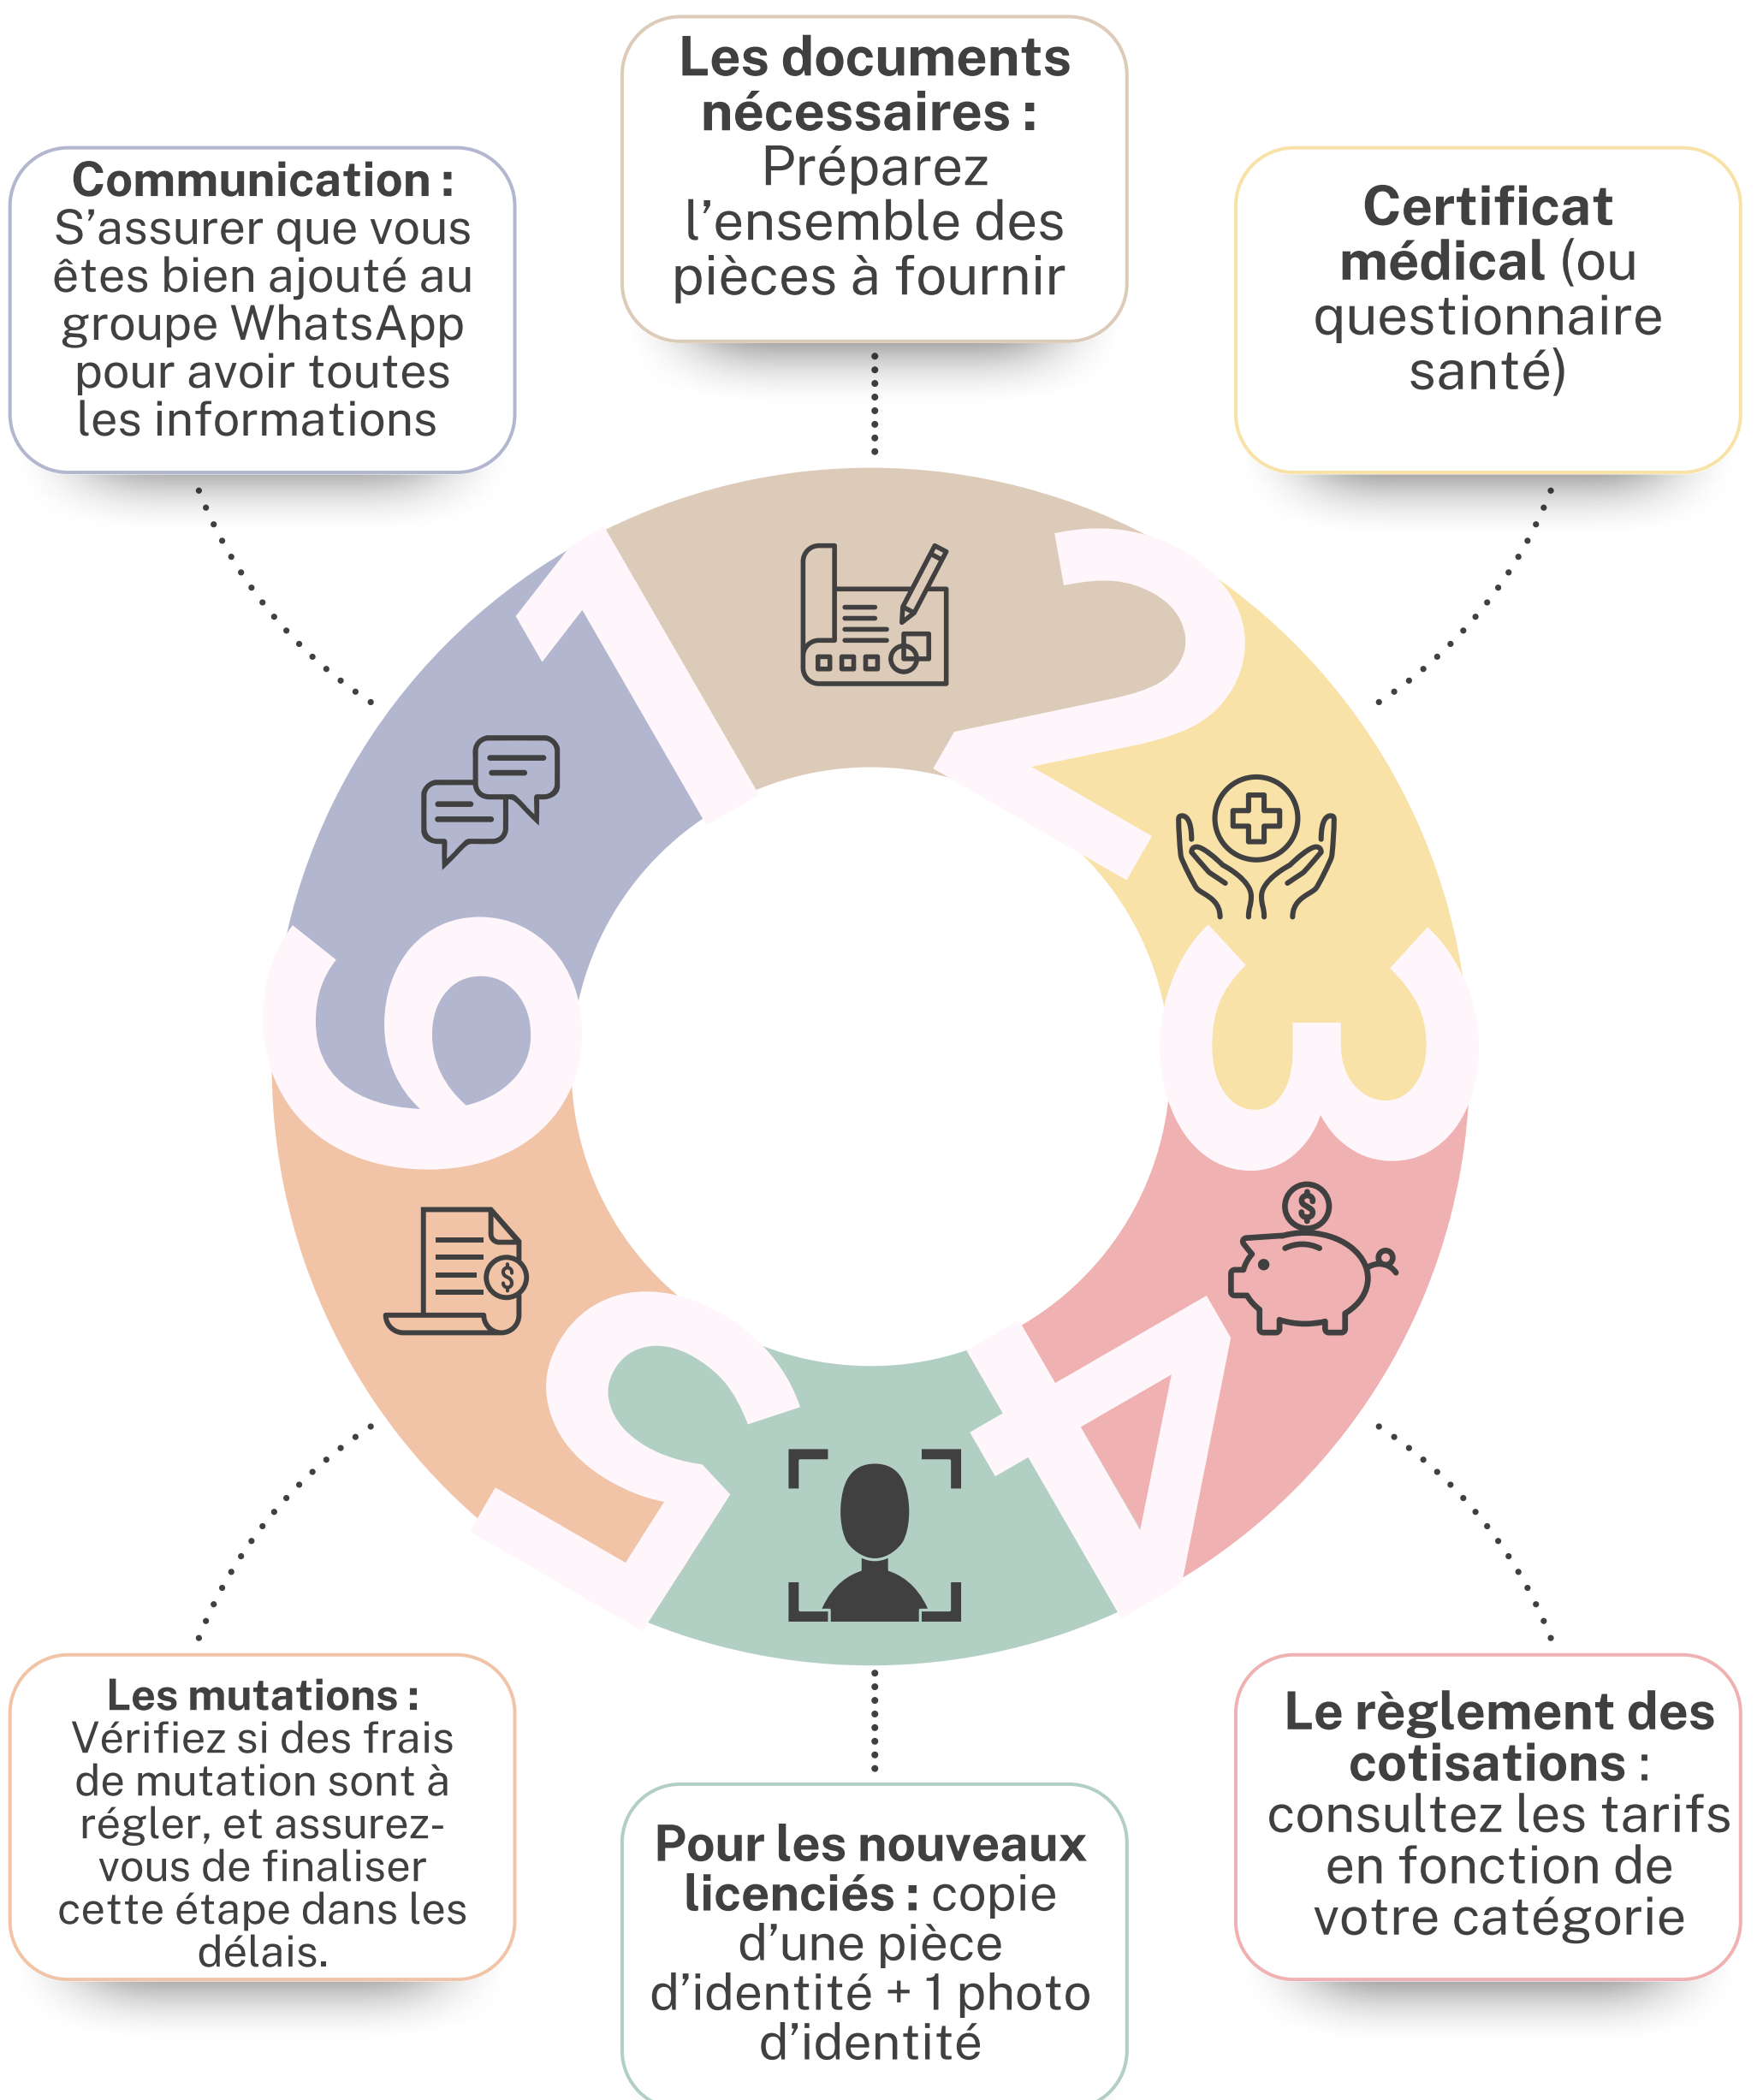 Les documents
nécessaires :
Préparez
l’ensemble des
pièces à fournir
Communication :
S’assurer que vous
êtes bien ajouté au
groupe WhatsApp
pour avoir toutes
les informations
Certificat
médical (ou
questionnaire
santé)
1
2
3
4
5
6
$
$
Les mutations :
Vérifiez si des frais
de mutation sont à
régler, et assurez-
vous de finaliser
cette étape dans les
délais.
Pour les nouveaux
licenciés : copie
d’une pièce
d’identité + 1 photo
d’identité
Le règlement des
cotisations :
consultez les tarifs
en fonction de
votre catégorie